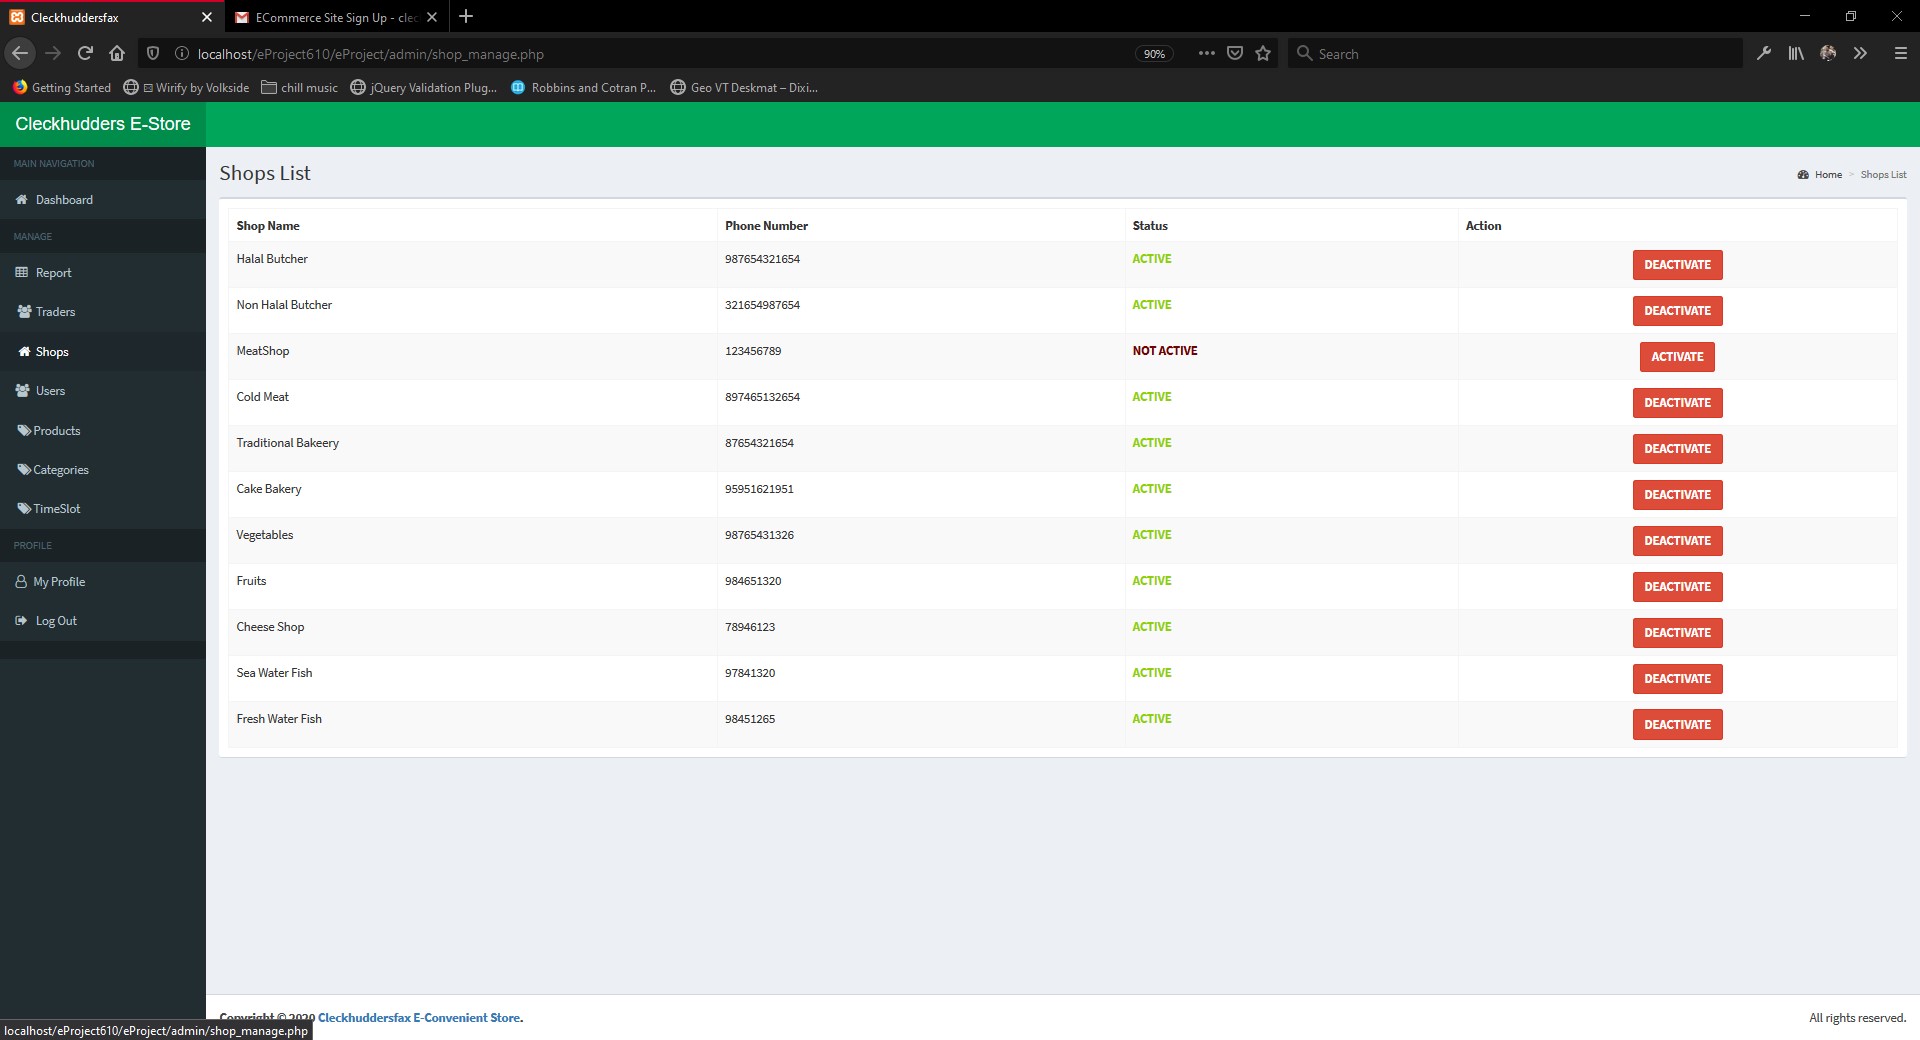 Cleckhuddersfax
ECommerce Site Sign Up - clec
localhost/eProject610/eProject/admin/shop_manage.php
90%
Search
Getting Started
Wirify by Volkside
chill music
jQuery Validation Plug...
Robbins and Cotran P...
Geo VT Deskmat – Dixi...
Cleckhudders E-Store
MAIN NAVIGATION
Dashboard
MANAGE
Report
Traders
Shops
Users
Products
Categories
TimeSlot
PROFILE
My Profile
Log Out
Shops List
Home > Shops List
Shop Name Phone Number Status Action
Halal Butcher 987654321654 ACTIVE DEACTIVATE
Non Halal Butcher 321654987654 ACTIVE DEACTIVATE
MeatShop 123456789 NOT ACTIVE ACTIVATE
Cold Meat 897465132654 ACTIVE DEACTIVATE
Traditional Bakeery 87654321654 ACTIVE DEACTIVATE
Cake Bakery 95951621951 ACTIVE DEACTIVATE
Vegetables 98765431326 ACTIVE DEACTIVATE
Fruits 984651320 ACTIVE DEACTIVATE
Cheese Shop 78946123 ACTIVE DEACTIVATE
Sea Water Fish 97841320 ACTIVE DEACTIVATE
Fresh Water Fish 98451265 ACTIVE DEACTIVATE
Copyright © 2020 Cleckhuddersfax E-Convenient Store.
All rights reserved.
localhost/eProject610/eProject/admin/shop_manage.php